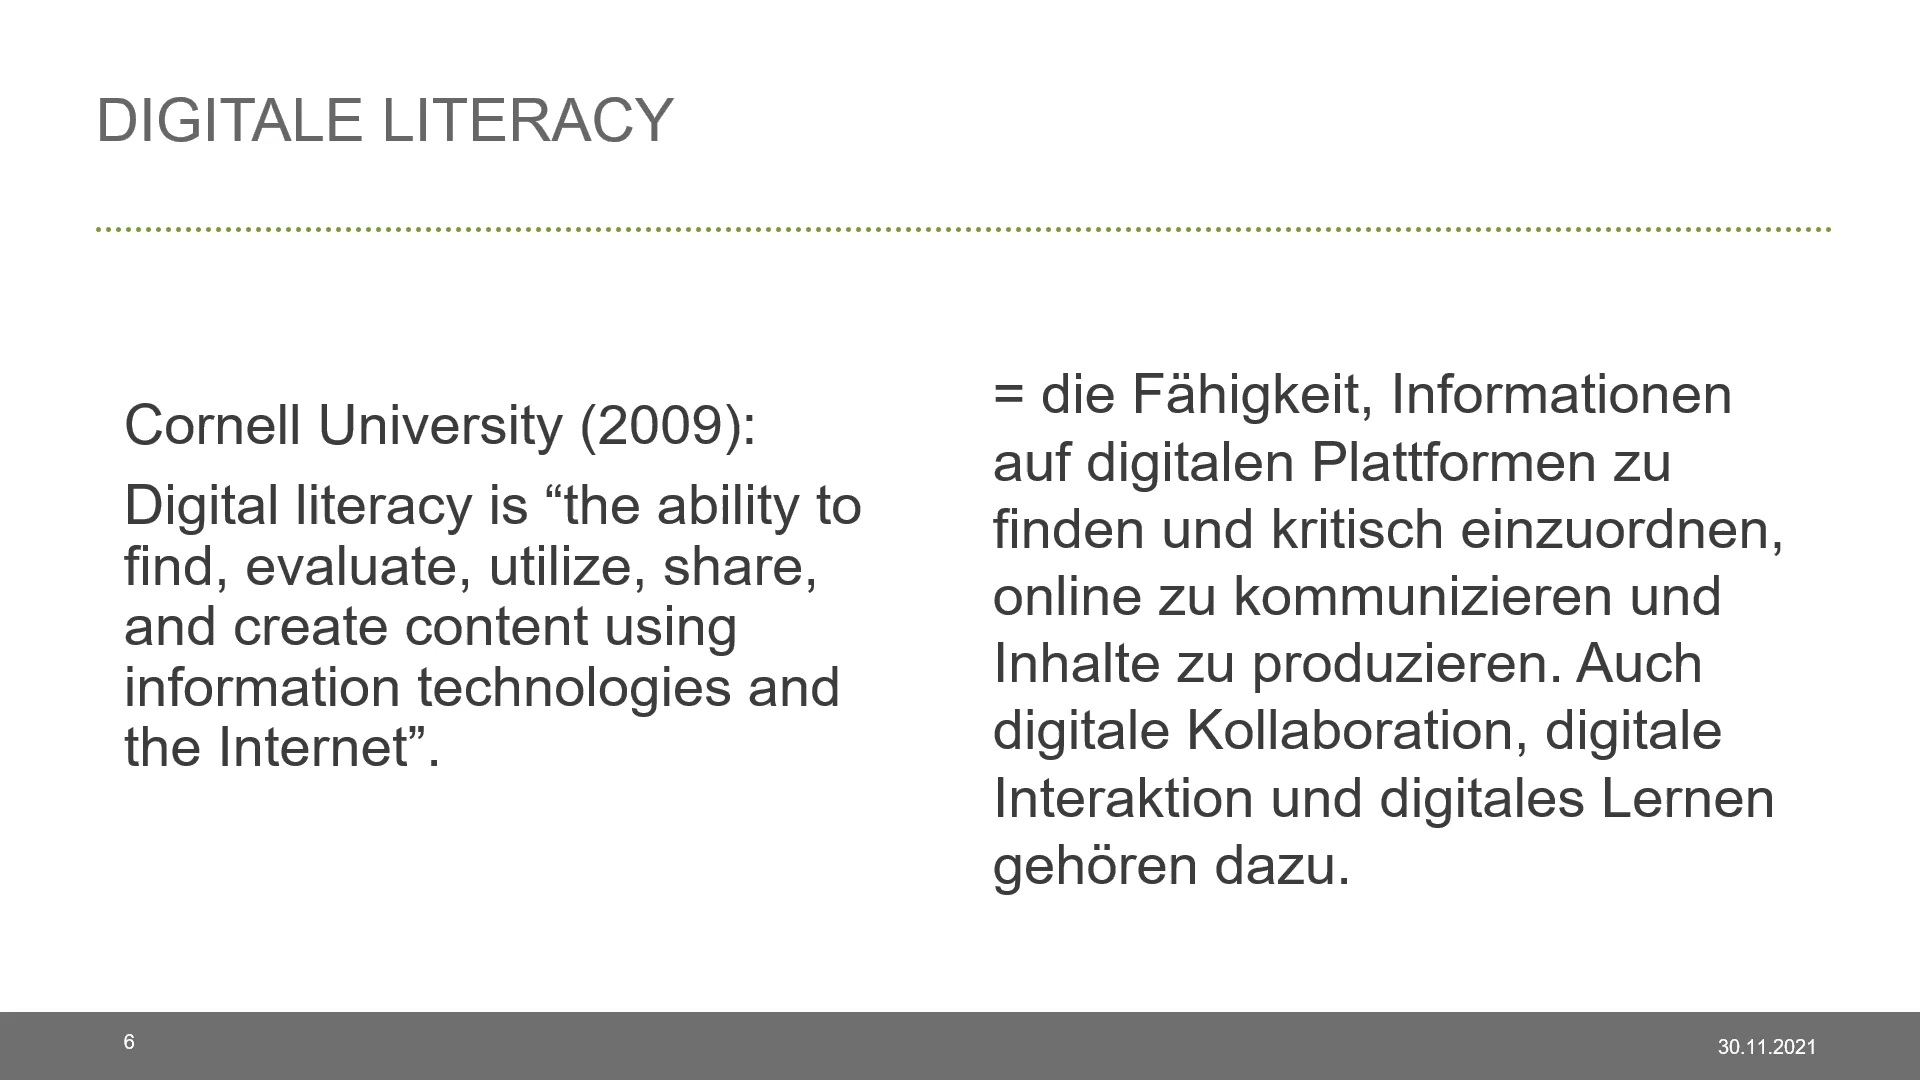 DIGITALE LITERACY
Cornell University (2009):
Digital literacy is “the ability to
find, evaluate, utilize, share,
and create content using
information technologies and
the Internet”.
= die Fähigkeit, Informationen
auf digitalen Plattformen zu
finden und kritisch einzuordnen,
online zu kommunizieren und
Inhalte zu produzieren. Auch
digitale Kollaboration, digitale
Interaktion und digitales Lernen
gehören dazu.
6
30.11.2021